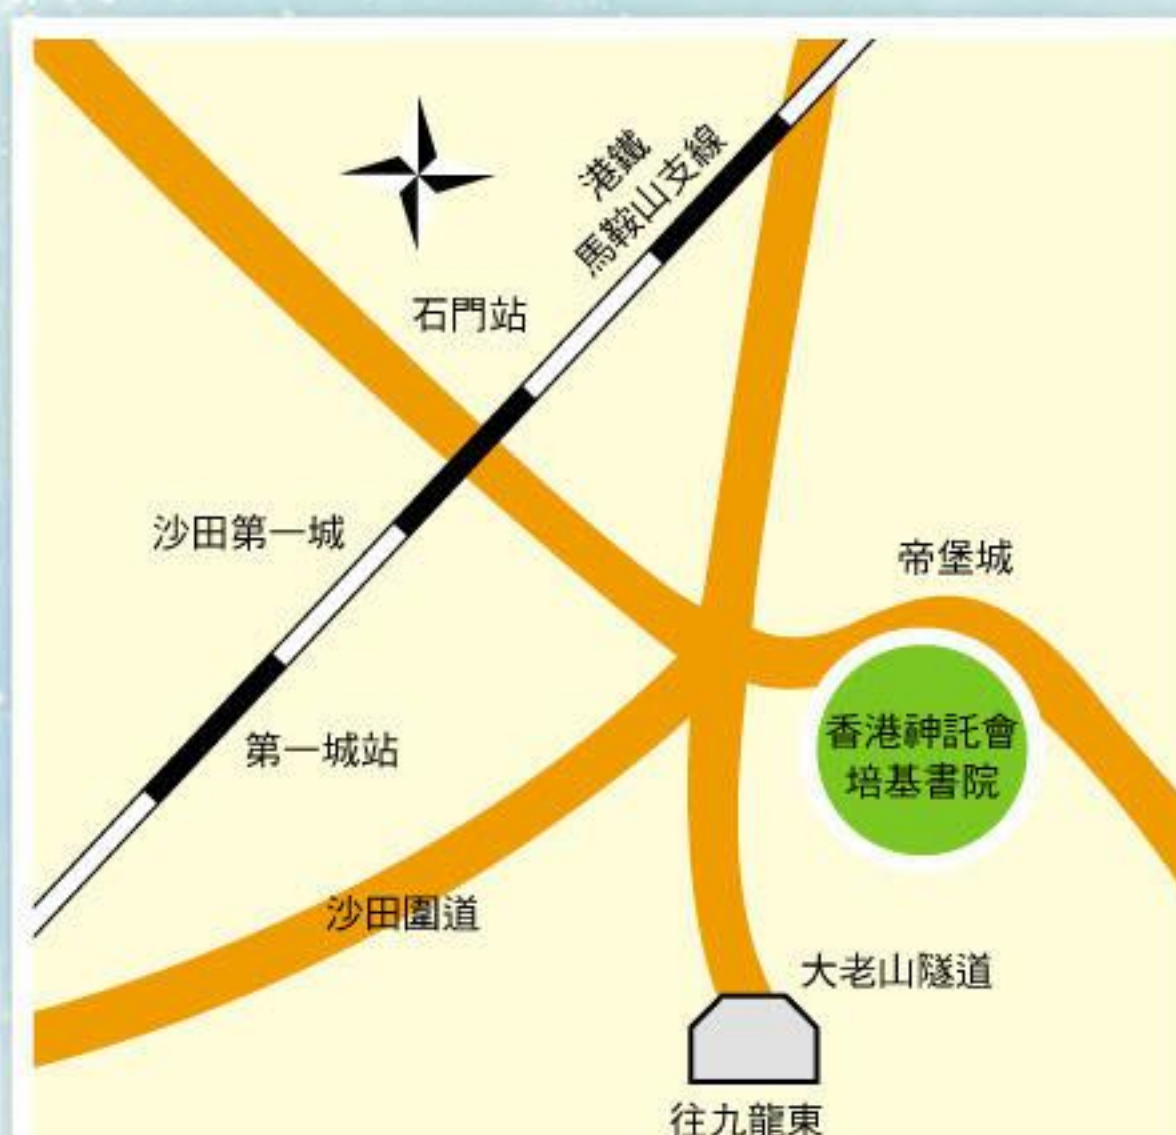 港鐵
馬鞍山支線
石門站
沙田第一城
帝堡城
香港神託會
培基書院
第一城站
沙田圍道
大老山隧道
往九龍東